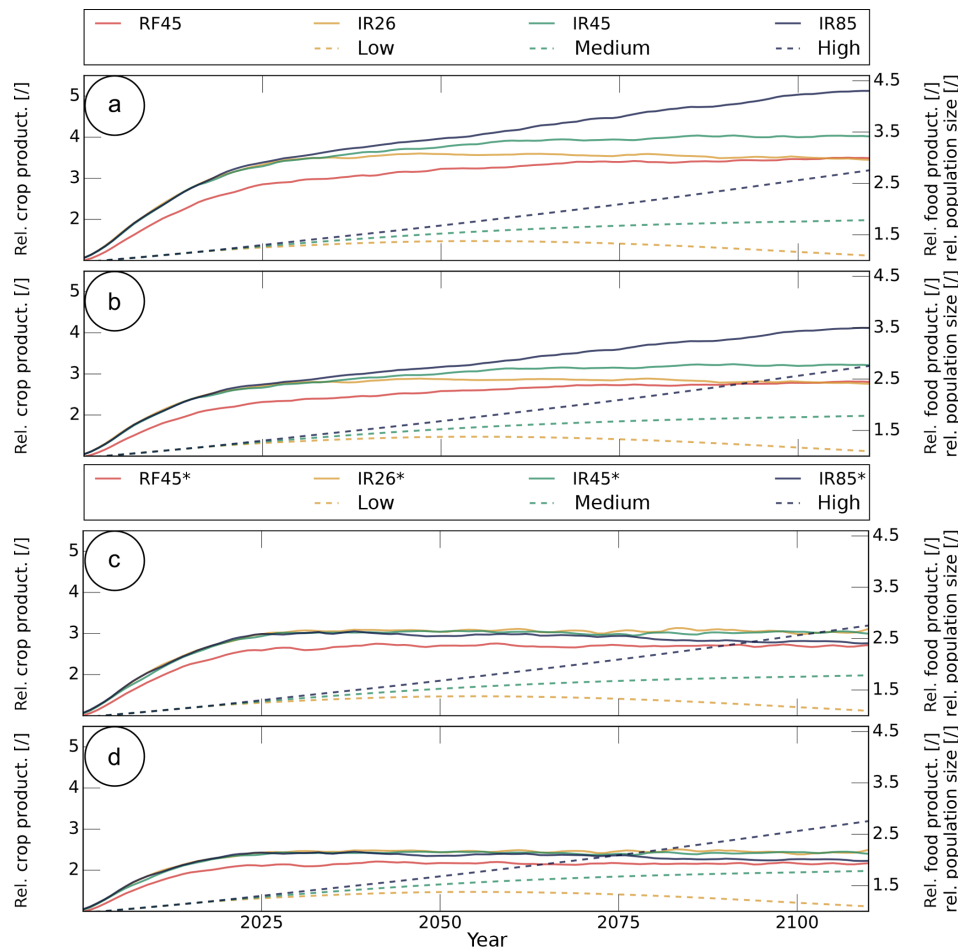 RF45 IR26 IR45 IR85
Low Medium High
a
Rel. crop product. [/]
5
4
3
2
4.5
3.5
2.5
1.5
Rel. food product. [/]
rel. population size [/]
b
Rel. crop product. [/]
5
4
3
2
4.5
3.5
2.5
1.5
Rel. food product. [/]
rel. population size [/]
RF45* IR26* IR45* IR85*
Low Medium High
c
Rel. crop product. [/]
5
4
3
2
4.5
3.5
2.5
1.5
Rel. food product. [/]
rel. population size [/]
d
Rel. crop product. [/]
5
4
3
2
4.5
3.5
2.5
1.5
Rel. food product. [/]
rel. population size [/]
2025 2050 2075 2100
Year